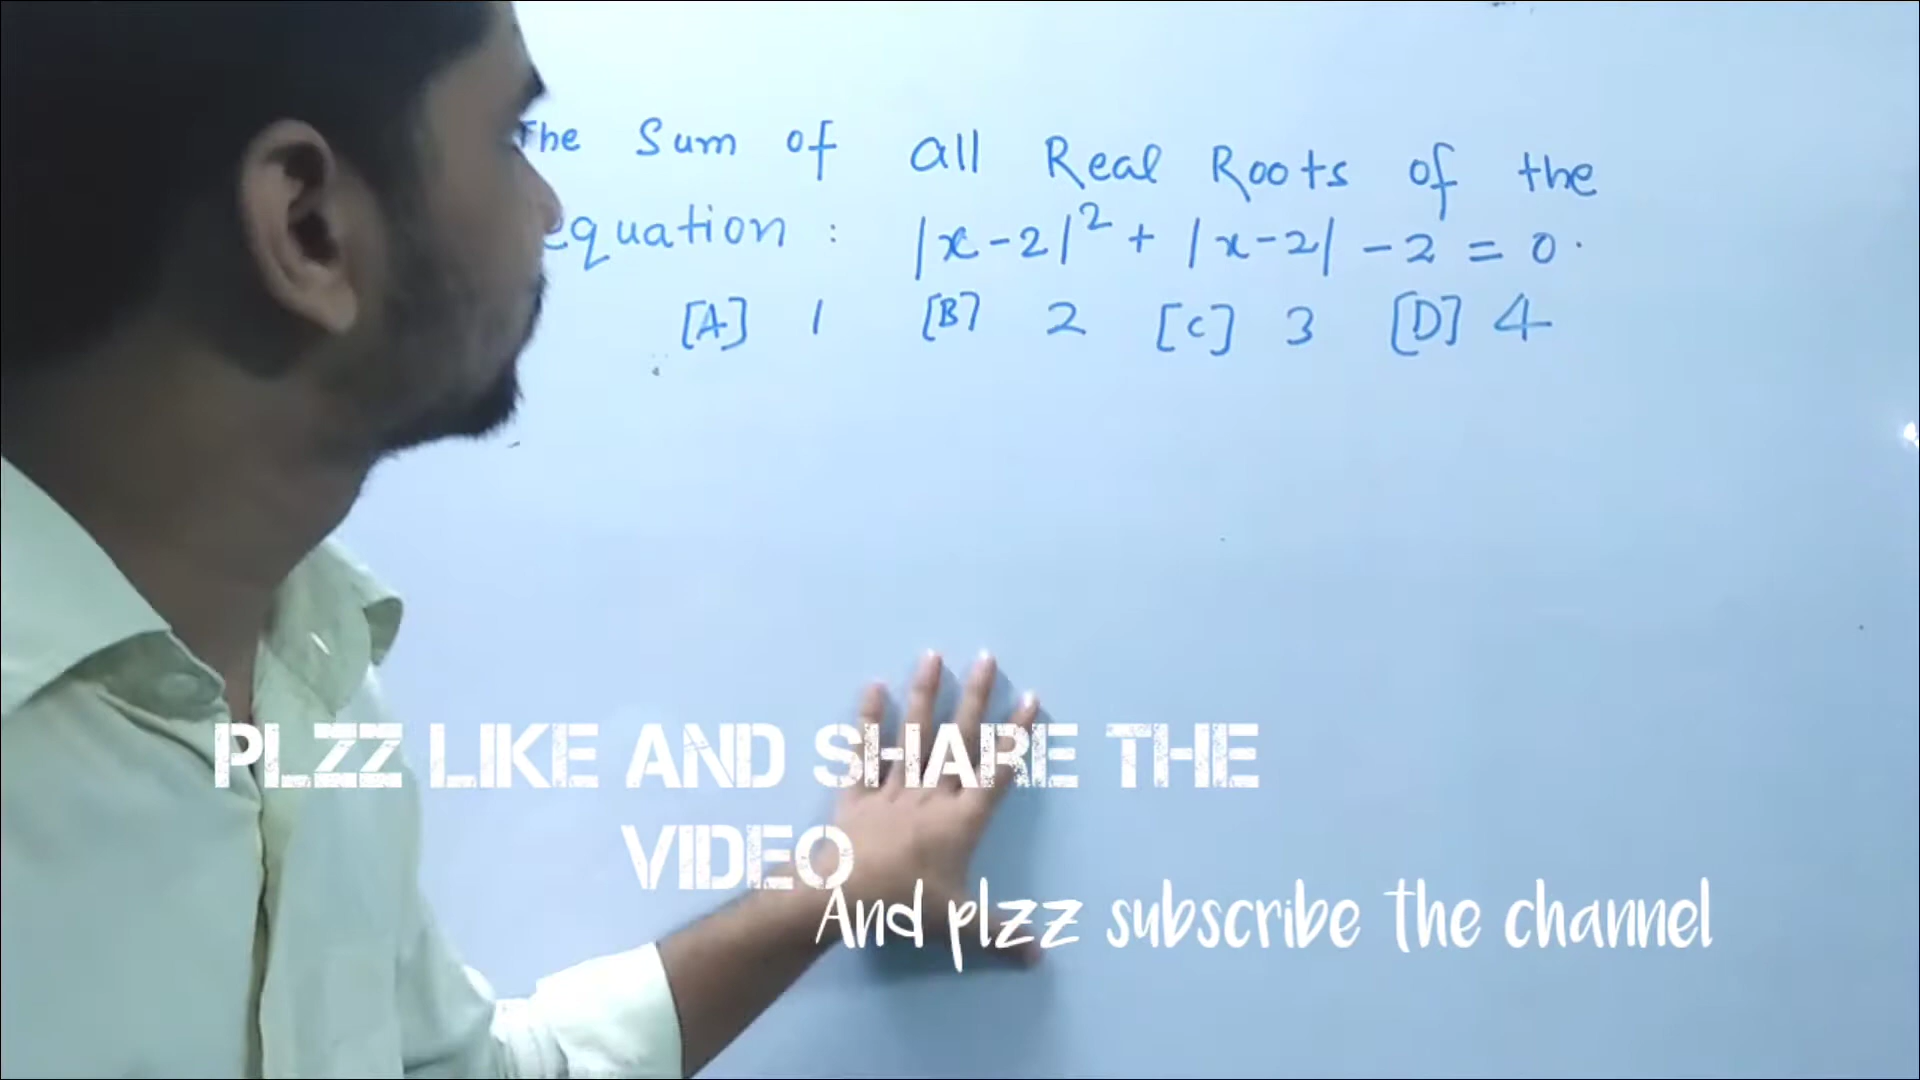 The Sum of all Real Roots of the
equation : |x-2|² + |x-2| - 2 = 0.
[A] 1 [B] 2 [C] 3 [D] 4
PLZZ LIKE AND SHARE THE
VIDEO
And plzz subscribe the channel